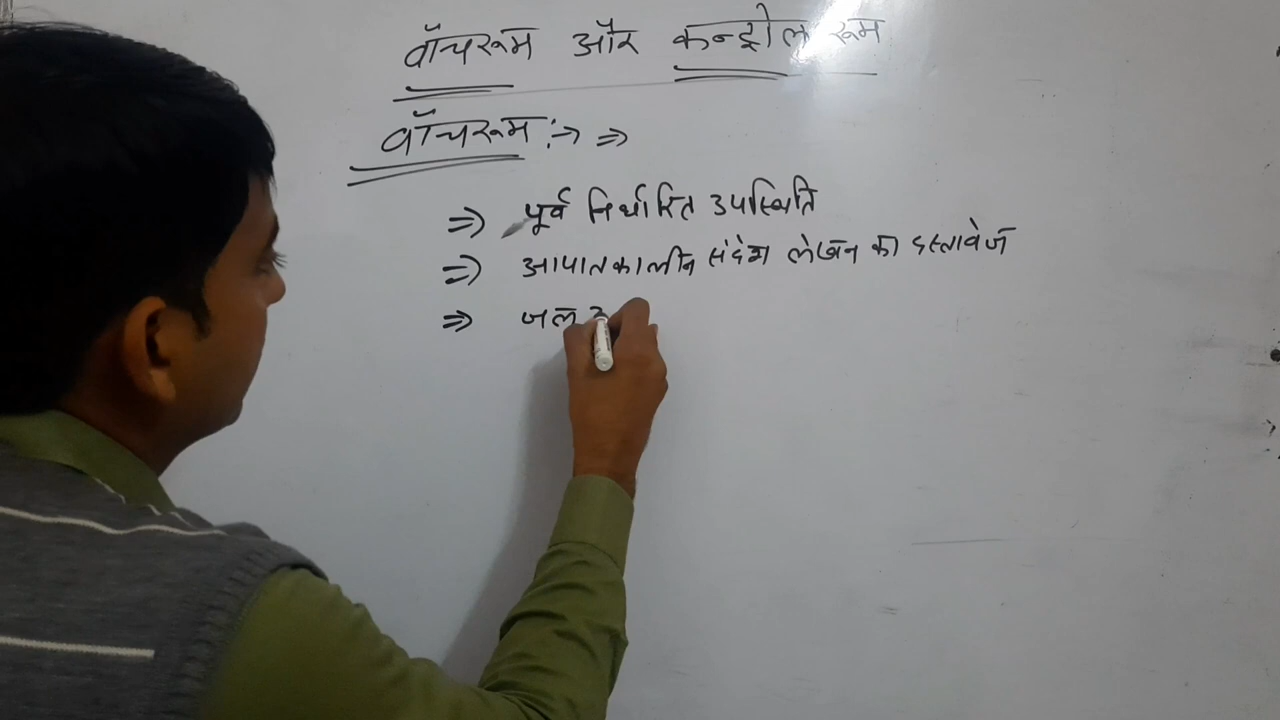 वॉचरूम और कन्ट्रोल रूम
वॉचरूम :⇒ ⇒
⇒ पूर्व निर्धारित उपस्थिति
⇒ आपातकालीन संदेश लेखन का दस्तावेज
⇒ जल